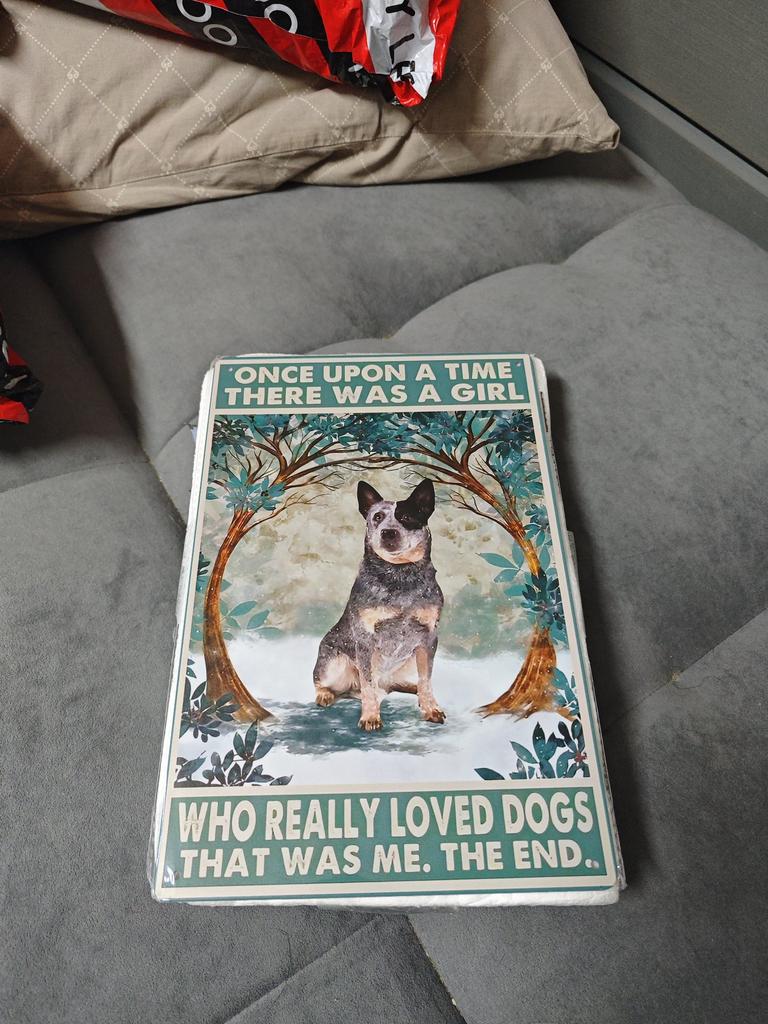 ONCE UPON A TIME
THERE WAS A GIRL
WHO REALLY LOVED DOGS
THAT WAS ME. THE END.